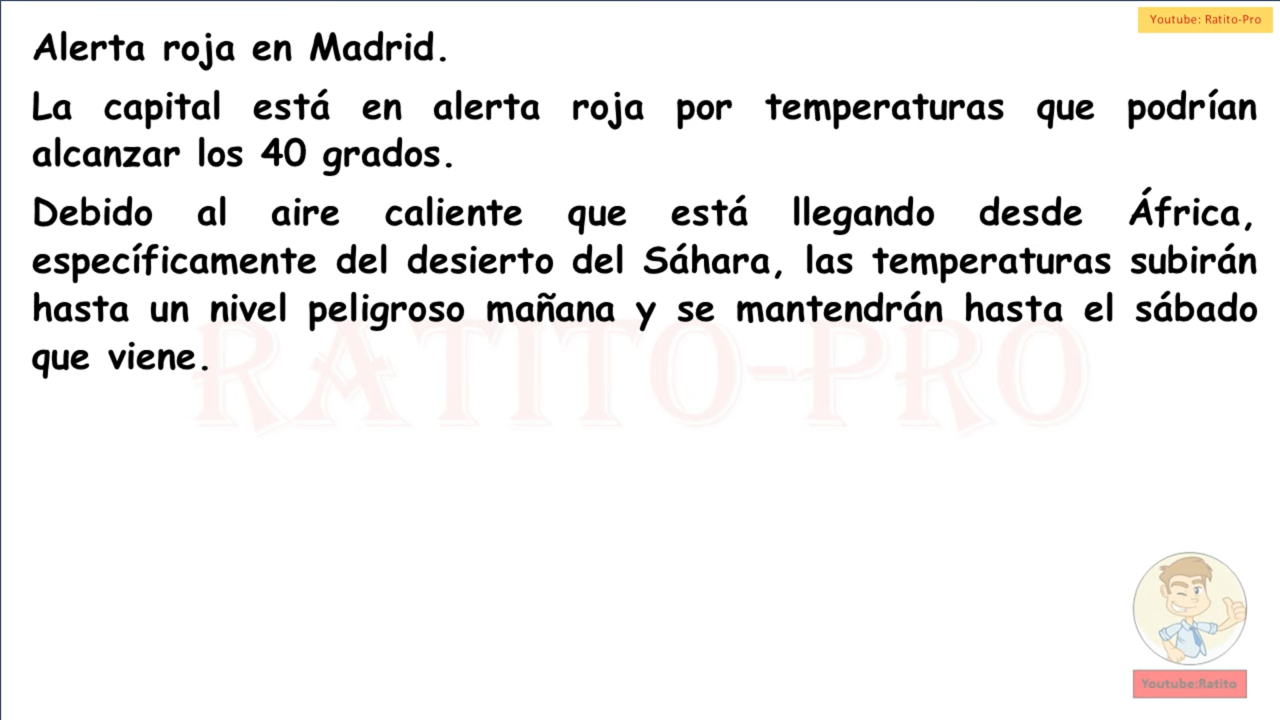 Youtube: Ratito-Pro
Alerta roja en Madrid.
La capital está en alerta roja por temperaturas que podrían
alcanzar los 40 grados.
Debido al aire caliente que está llegando desde África,
específicamente del desierto del Sáhara, las temperaturas subirán
hasta un nivel peligroso mañana y se mantendrán hasta el sábado
que viene.
RATITO-PRO
Youtube:Ratito